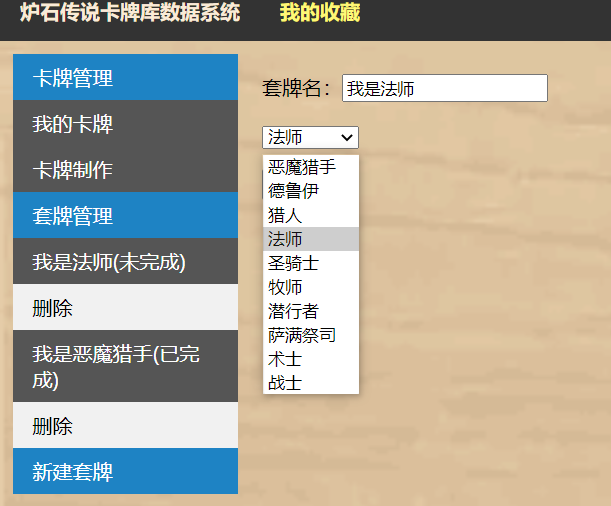 炉石传说卡牌库数据系统 我的收藏
卡牌管理
我的卡牌
卡牌制作
套牌管理
我是法师(未完成)
删除
我是恶魔猎手(已完
成)
删除
新建套牌
套牌名：我是法师
法师
恶魔猎手
德鲁伊
猎人
法师
圣骑士
牧师
潜行者
萨满祭司
术士
战士